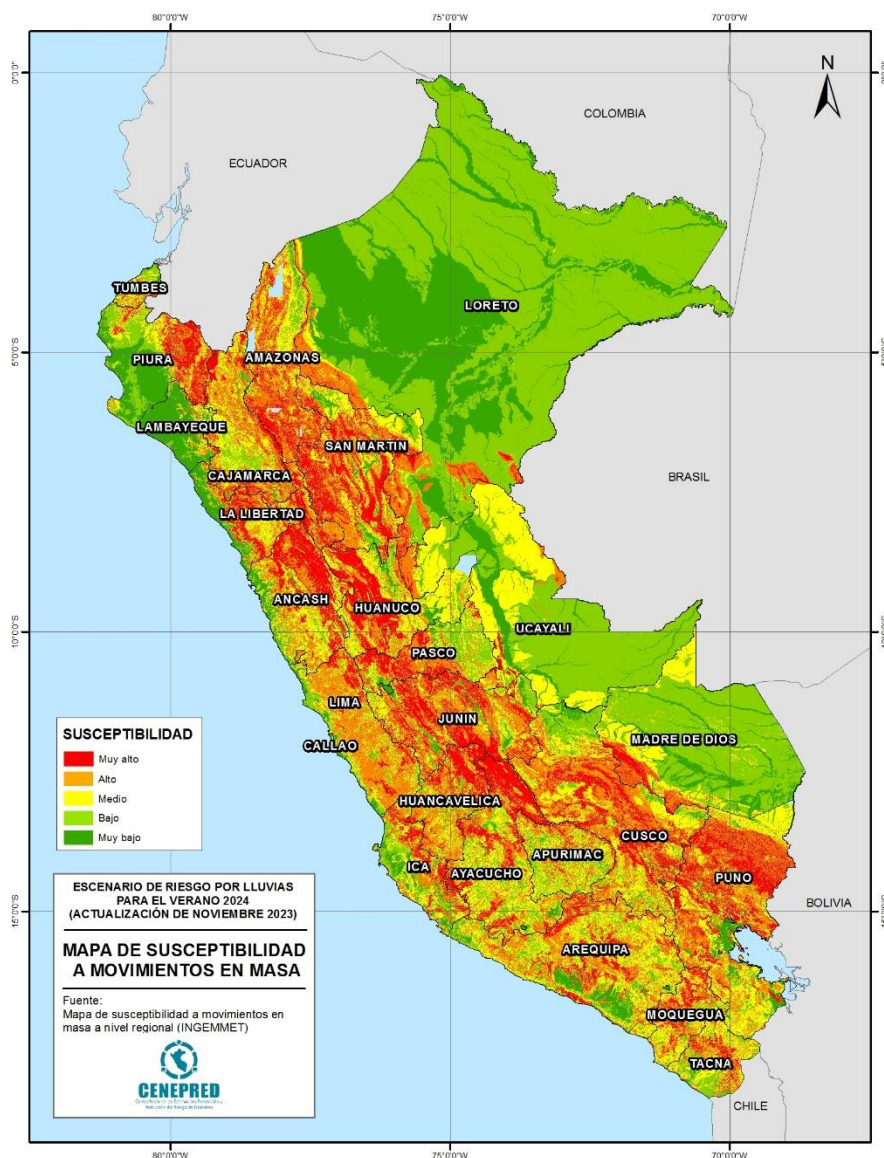 80°0'0"W 75°0'0"W 70°0'0"W
N
COLOMBIA
ECUADOR
TUMBES
LORETO
PIURA
AMAZONAS
LAMBAYEQUE
SAN MARTIN
CAJAMARCA
BRASIL
LA LIBERTAD
ANCASH
HUANUCO
UCAYALI
PASCO
LIMA
JUNIN
CALLAO
MADRE DE DIOS
HUANCAVELICA
CUSCO
ICA
AYACUCHO
APURIMAC
PUNO
BOLIVIA
AREQUIPA
MOQUEGUA
TACNA
CHILE
0°0'0"
5°0'0"S
10°0'0"S
15°0'0"S
SUSCEPTIBILIDAD
Muy alto
Alto
Medio
Bajo
Muy bajo
ESCENARIO DE RIESGO POR LLUVIAS
PARA EL VERANO 2024
(ACTUALIZACIÓN DE NOVIEMBRE 2023)
MAPA DE SUSCEPTIBILIDAD
A MOVIMIENTOS EN MASA
Fuente:
Mapa de susceptibilidad a movimientos en
masa a nivel regional (INGEMMET)
CENEPRED
80°0'0"W 75°0'0"W 70°0'0"W